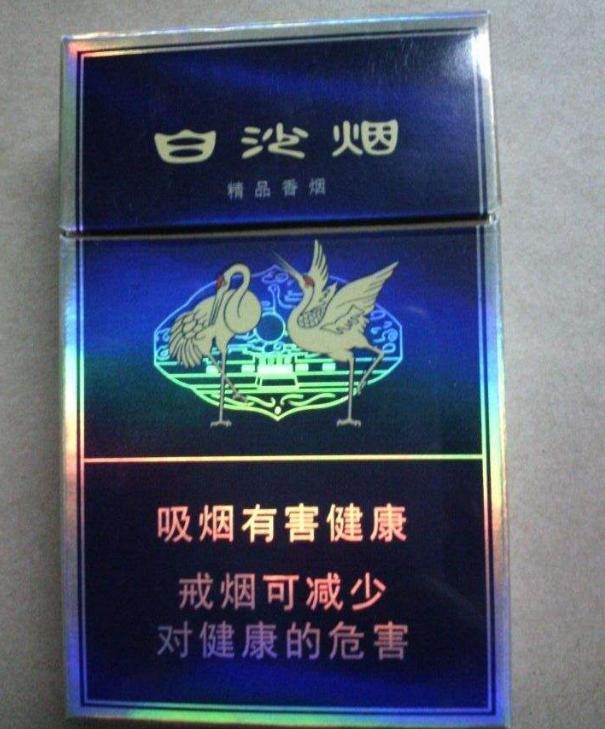 白沙烟
精品香烟
吸烟有害健康
戒烟可减少
对健康的危害